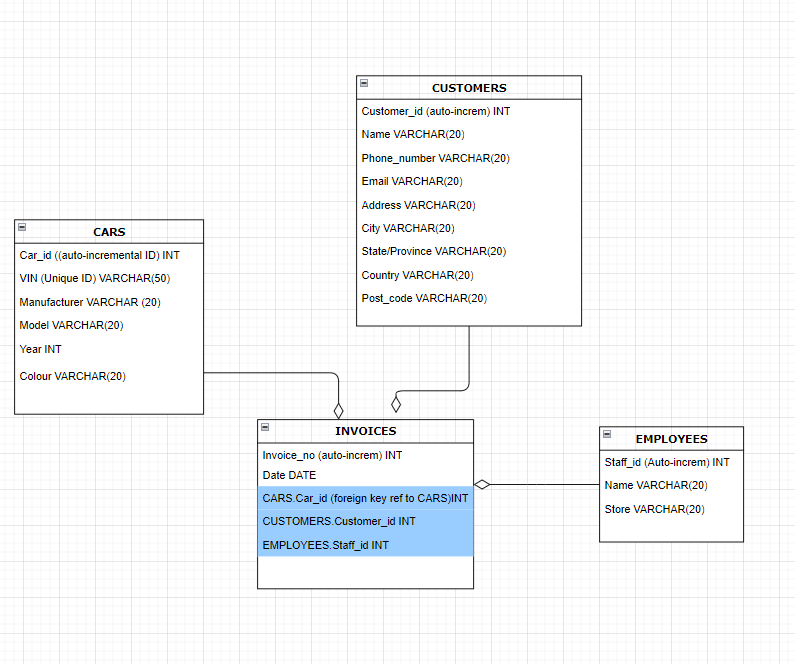 CUSTOMERS
Customer_id (auto-increm) INT
Name VARCHAR(20)
Phone_number VARCHAR(20)
Email VARCHAR(20)
Address VARCHAR(20)
City VARCHAR(20)
State/Province VARCHAR(20)
Country VARCHAR(20)
Post_code VARCHAR(20)
CARS
Car_id ((auto-incremental ID) INT
VIN (Unique ID) VARCHAR(50)
Manufacturer VARCHAR (20)
Model VARCHAR(20)
Year INT
Colour VARCHAR(20)
INVOICES
Invoice_no (auto-increm) INT
Date DATE
CARS.Car_id (foreign key ref to CARS)INT
CUSTOMERS.Customer_id INT
EMPLOYEES.Staff_id INT
EMPLOYEES
Staff_id (Auto-increm) INT
Name VARCHAR(20)
Store VARCHAR(20)